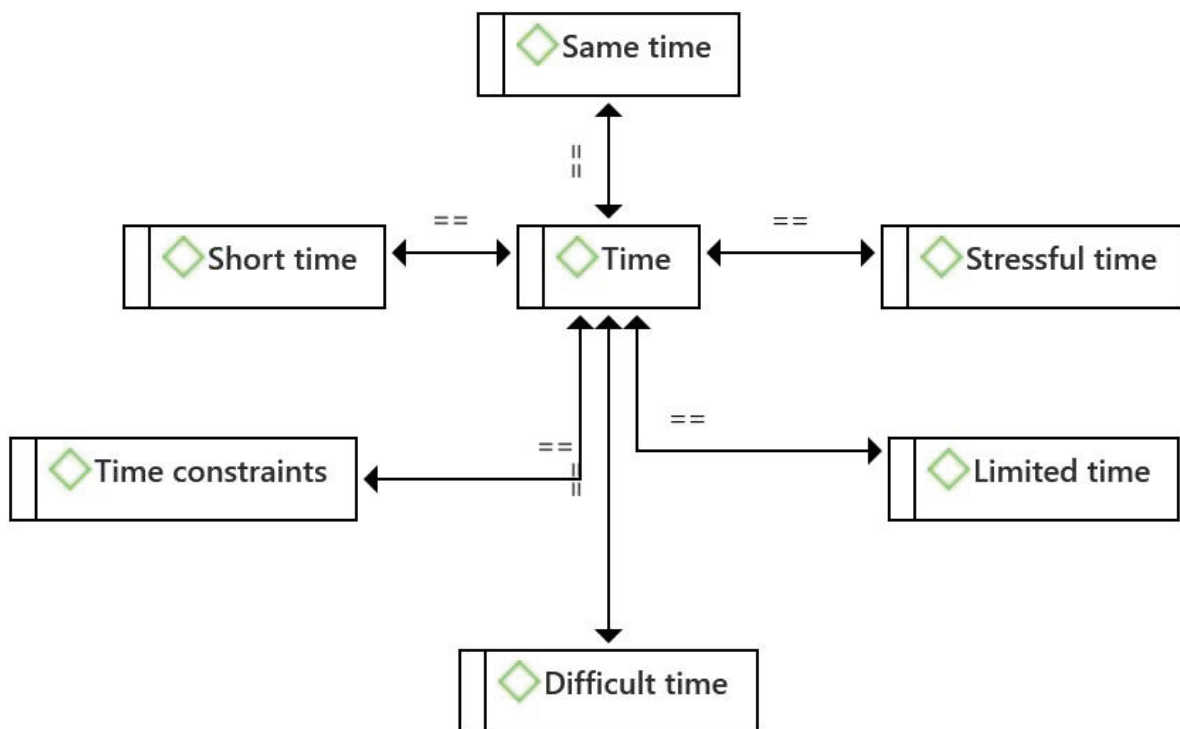 Same time
==
==
==
Short time
Time
Stressful time
==
==
==
Time constraints
Limited time
Difficult time